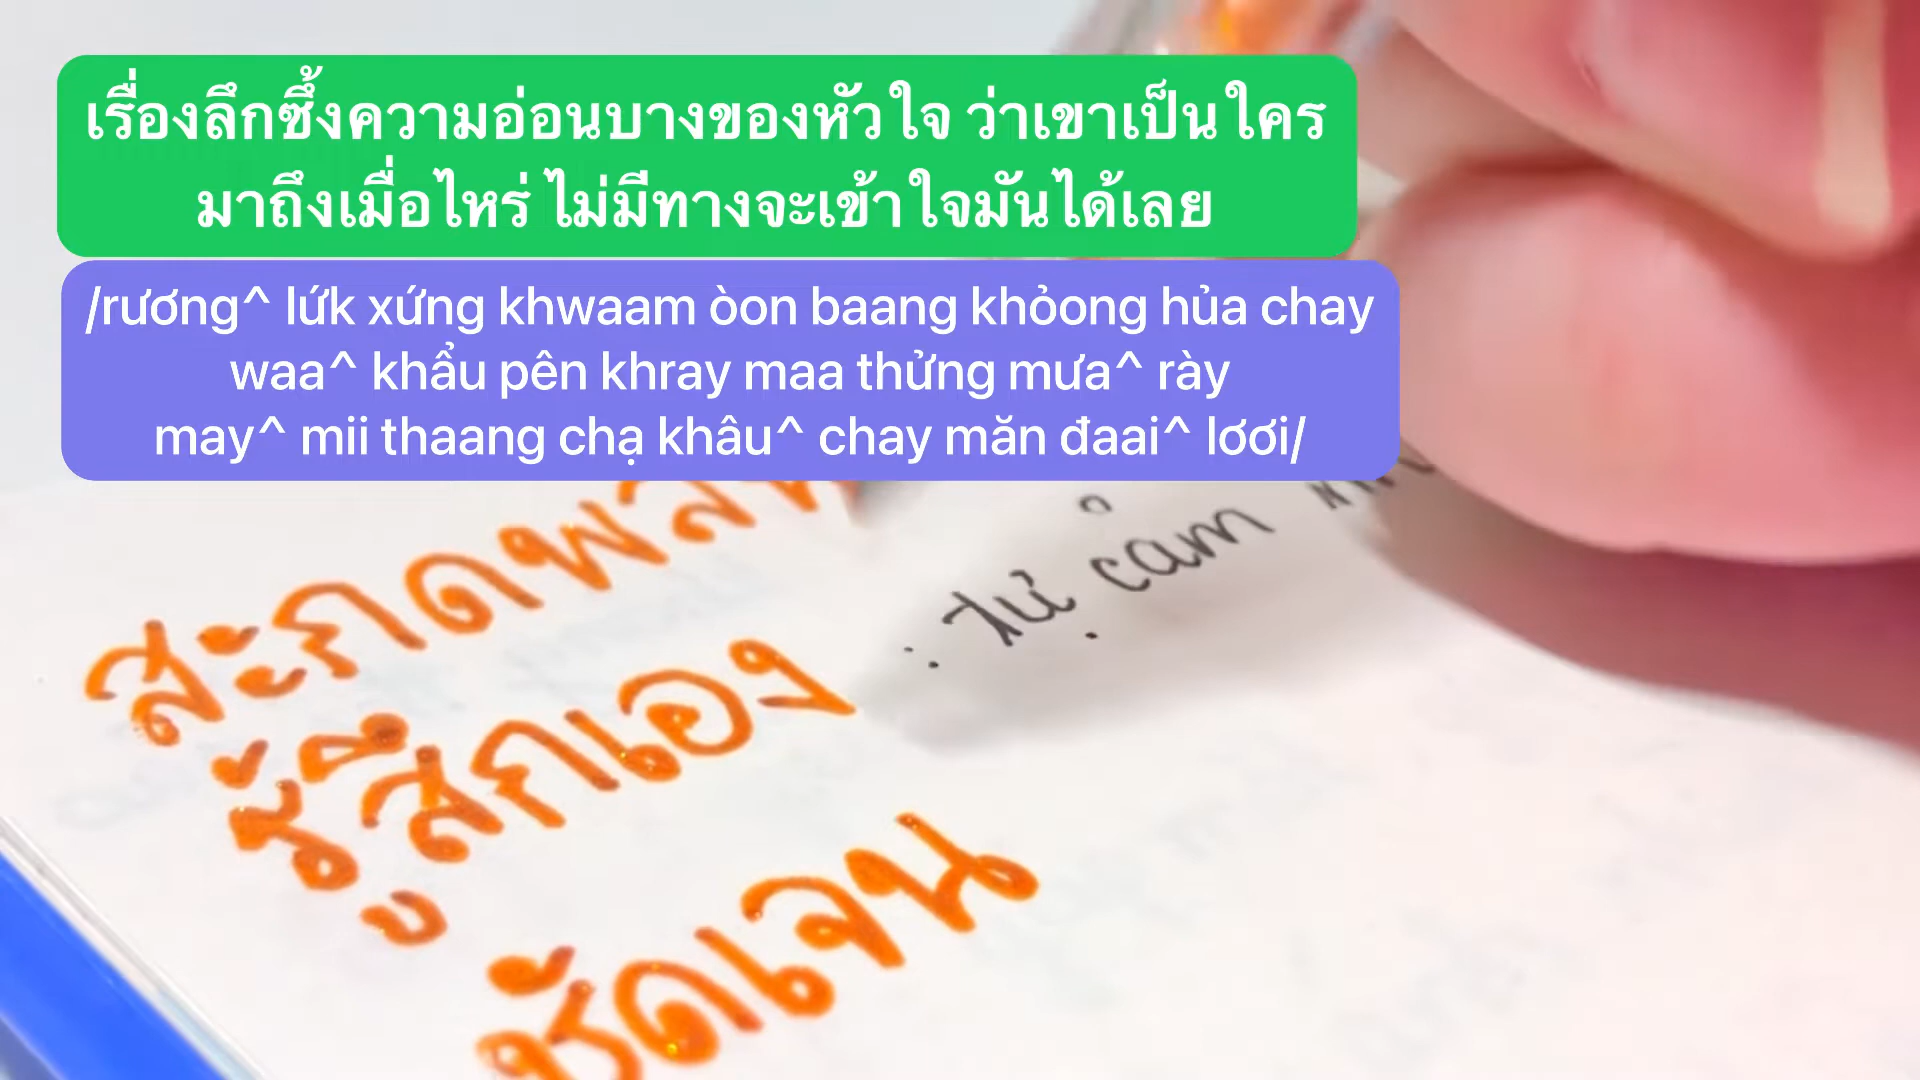 เรื่องลึกซึ้งความอ่อนบางของหัวใจ ว่าเขาเป็นใคร
มาถึงเมื่อไหร่ ไม่มีทางจะเข้าใจมันได้เลย
/rương^ lứk xứng khwaam òon baang khỏong hủa chay
waa^ khẩu pên khray maa thửng mưa^ rày
may^ mii thaang chạ khâu^ chay măn đaai^ lơơi/
สะกดพลา
: tự cảm
รู้สึกเอง
ชัดเจน